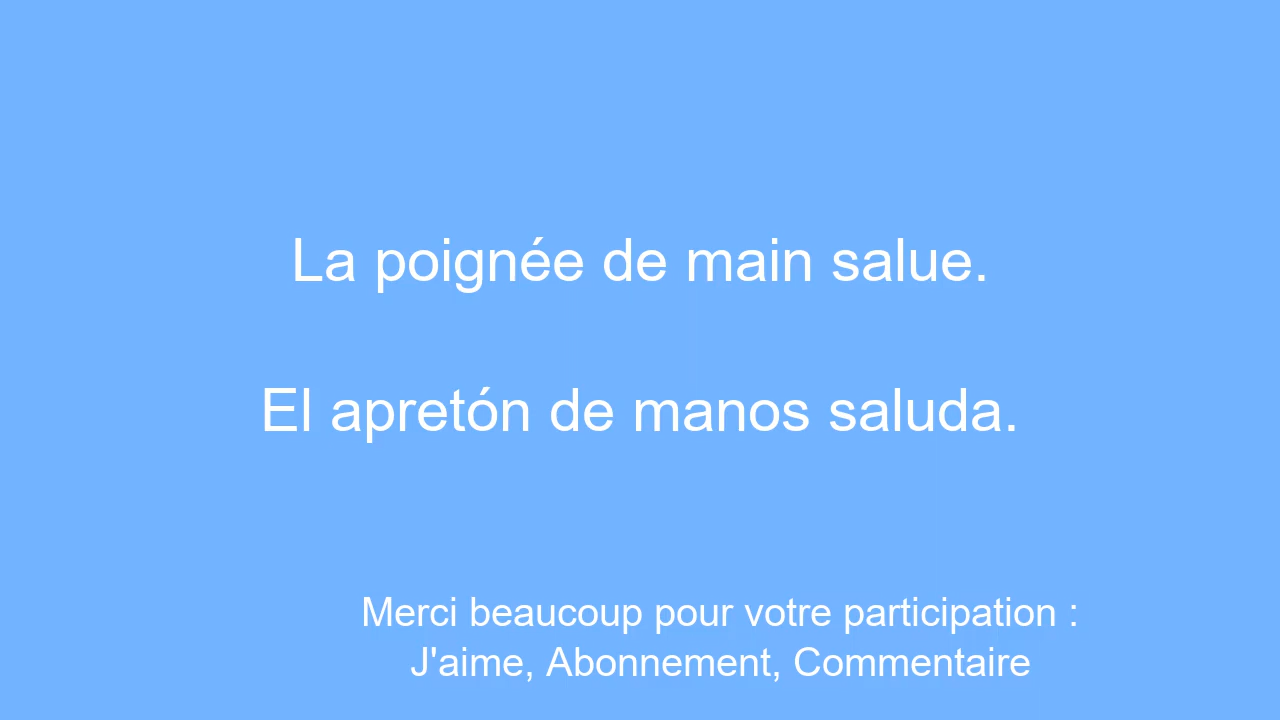 La poignée de main salue.
El apretón de manos saluda.
Merci beaucoup pour votre participation :
J'aime, Abonnement, Commentaire